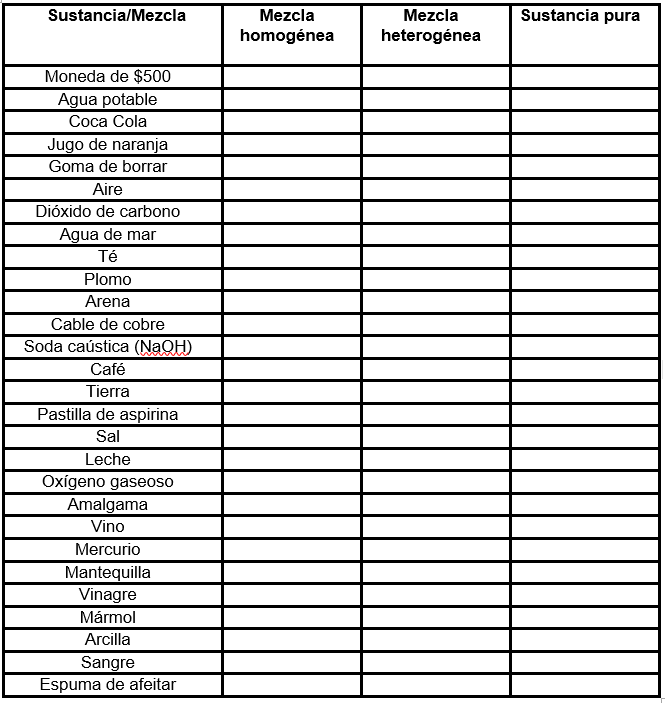 Sustancia/Mezcla Mezcla homogénea Mezcla heterogénea Sustancia pura
Moneda de $500
Agua potable
Coca Cola
Jugo de naranja
Goma de borrar
Aire
Dióxido de carbono
Agua de mar
Té
Plomo
Arena
Cable de cobre
Soda caústica (NaOH)
Café
Tierra
Pastilla de aspirina
Sal
Leche
Oxígeno gaseoso
Amalgama
Vino
Mercurio
Mantequilla
Vinagre
Mármol
Arcilla
Sangre
Espuma de afeitar